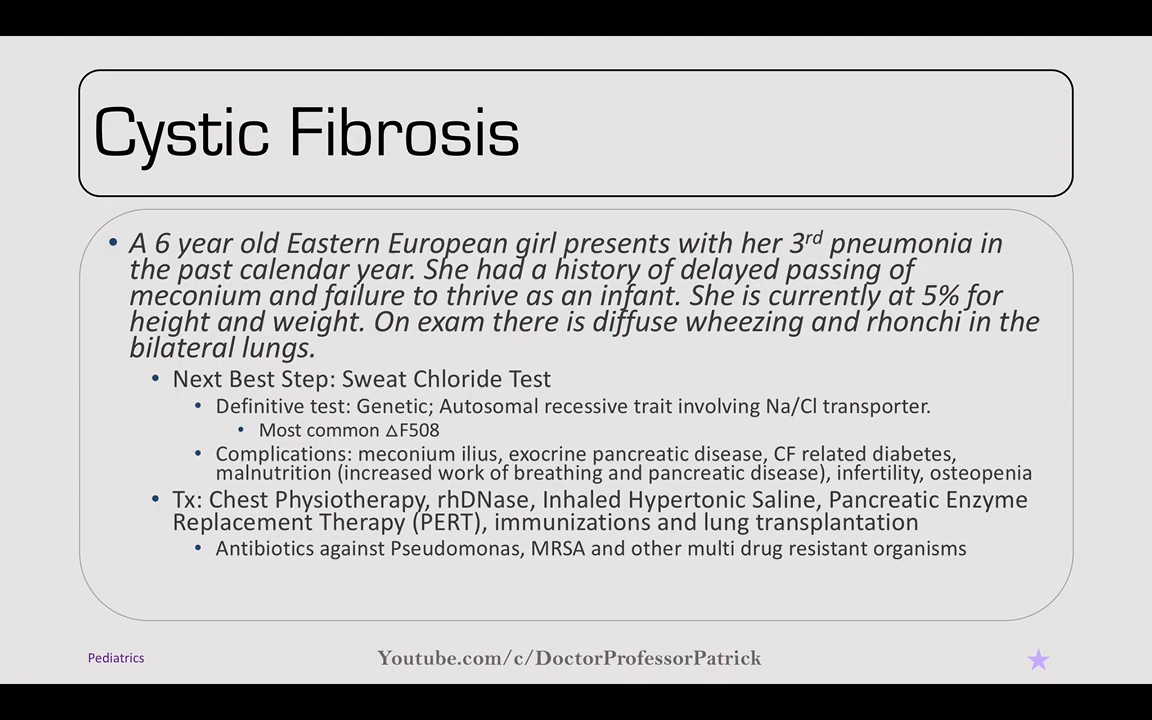 Cystic Fibrosis
• A 6 year old Eastern European girl presents with her 3rd pneumonia in
the past calendar year. She had a history of delayed passing of
meconium and failure to thrive as an infant. She is currently at 5% for
height and weight. On exam there is diffuse wheezing and rhonchi in the
bilateral lungs.
• Next Best Step: Sweat Chloride Test
• Definitive test: Genetic; Autosomal recessive trait involving Na/Cl transporter.
• Most common △F508
• Complications: meconium ilius, exocrine pancreatic disease, CF related diabetes,
malnutrition (increased work of breathing and pancreatic disease), infertility, osteopenia
• Tx: Chest Physiotherapy, rhDNase, Inhaled Hypertonic Saline, Pancreatic Enzyme
Replacement Therapy (PERT), immunizations and lung transplantation
• Antibiotics against Pseudomonas, MRSA and other multi drug resistant organisms
Pediatrics
Youtube.com/c/DoctorProfessorPatrick